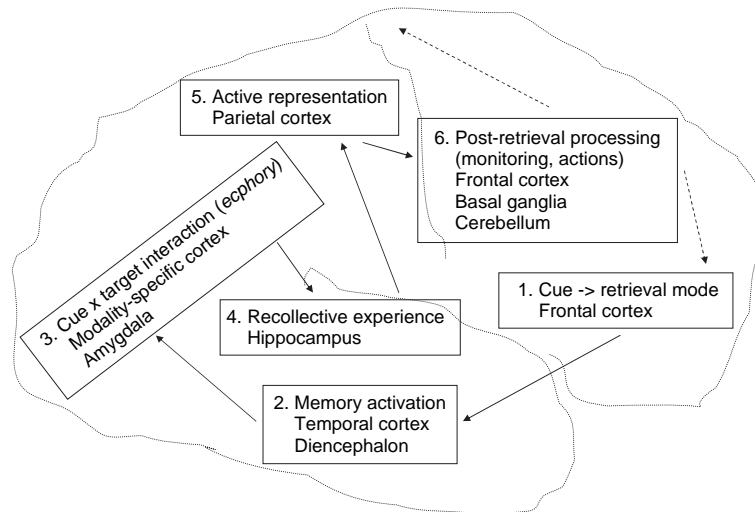 5. Active representation
Parietal cortex
6. Post-retrieval processing
(monitoring, actions)
Frontal cortex
Basal ganglia
Cerebellum
3. Cue x target interaction (ecphory)
Modality-specific cortex
Amygdala
1. Cue -> retrieval mode
Frontal cortex
4. Recollective experience
Hippocampus
2. Memory activation
Temporal cortex
Diencephalon